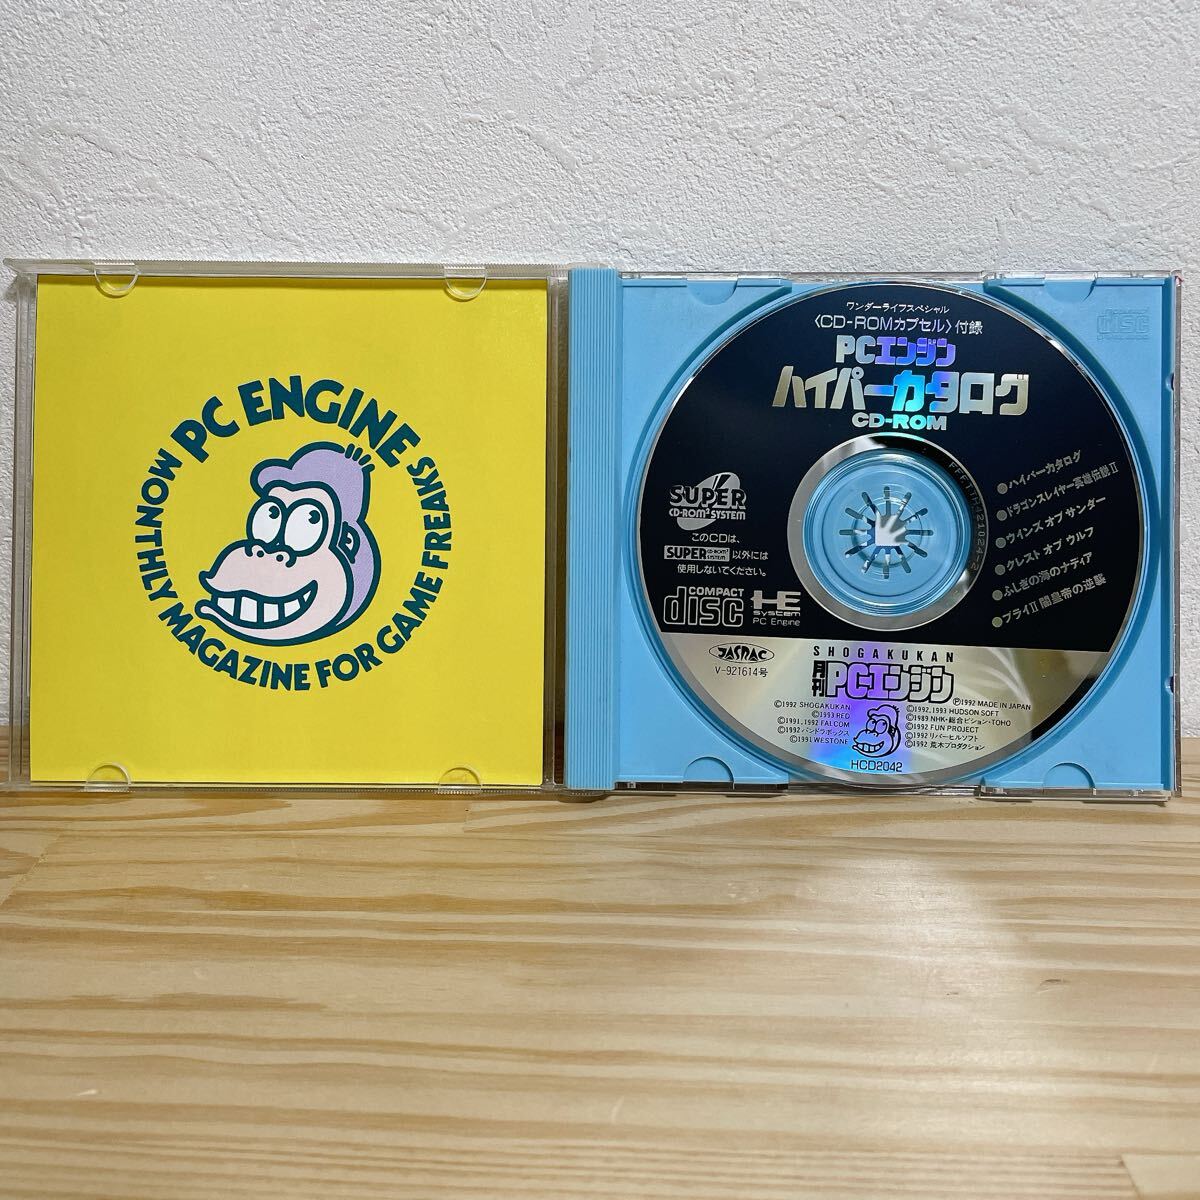 PC ENGINE
MONTHLY MAGAZINE FOR GAME FREAKS
ワンダーライフスペシャル
〈CD-ROMカプセル〉付録
PCエンジン
ハイパーカタログ
CD-ROM
SUPER
CD-ROM² SYSTEM
このCDは、
SUPER CD-ROM² SYSTEM 以外には
使用しないでください。
COMPACT
disc
HE
system
PC Engine
●ハイパーカタログ
●ドラゴンスレイヤー英雄伝説Ⅱ
●ウインズ オブ サンダー
●クレスト オブ ウルフ
●ふしぎの海のナディア
●ブライⅡ 闇皇帝の逆襲
JASRAC
V-921614号
SHOGAKUKAN
月刊PCエンジン
Ⓟ1992 MADE IN JAPAN
©1992 SHOGAKUKAN
©1993 RED
©1991,1992 FALCOM
©1992 パンドラボックス
©1991 WESTONE
©1992,1993 HUDSON SOFT
©1989 NHK・総合ビジョン・TOHO
©1992 FUN PROJECT
©1992 リバーヒルソフト
©1992 荒木プロダクション
HCD2042
disc